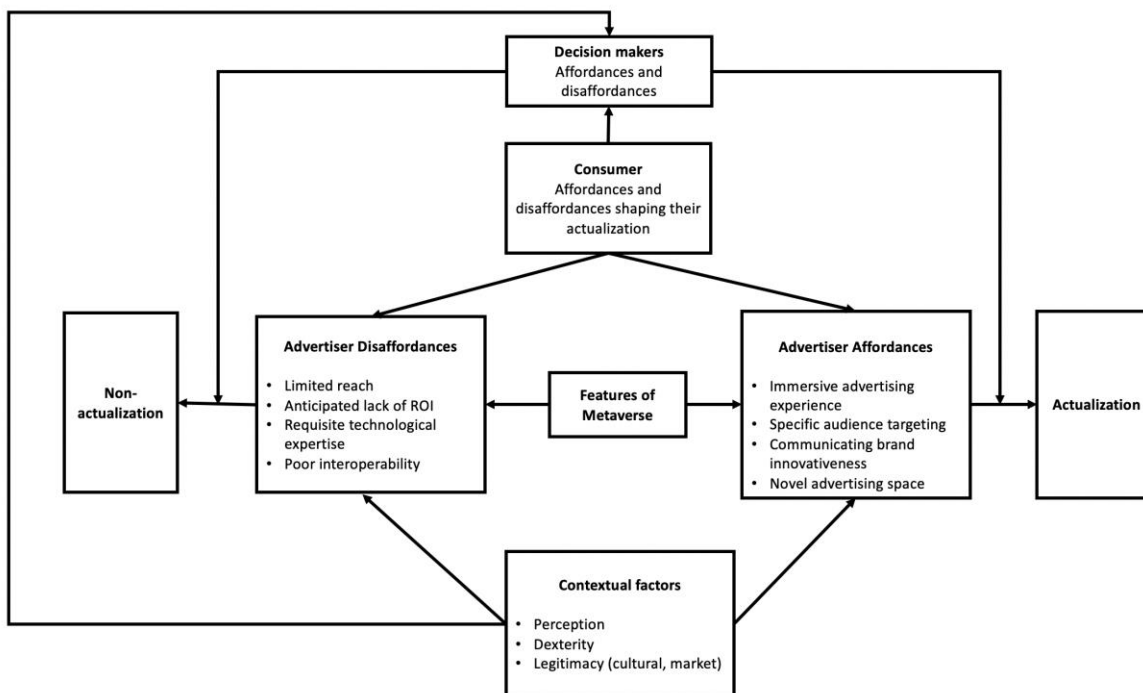 Decision makers
Affordances and
disaffordances
Consumer
Affordances and
disaffordances shaping their
actualization
Non-
actualization
Advertiser Disaffordances
• Limited reach
• Anticipated lack of ROI
• Requisite technological
expertise
• Poor interoperability
Features of
Metaverse
Advertiser Affordances
• Immersive advertising
experience
• Specific audience targeting
• Communicating brand
innovativeness
• Novel advertising space
Actualization
Contextual factors
• Perception
• Dexterity
• Legitimacy (cultural, market)